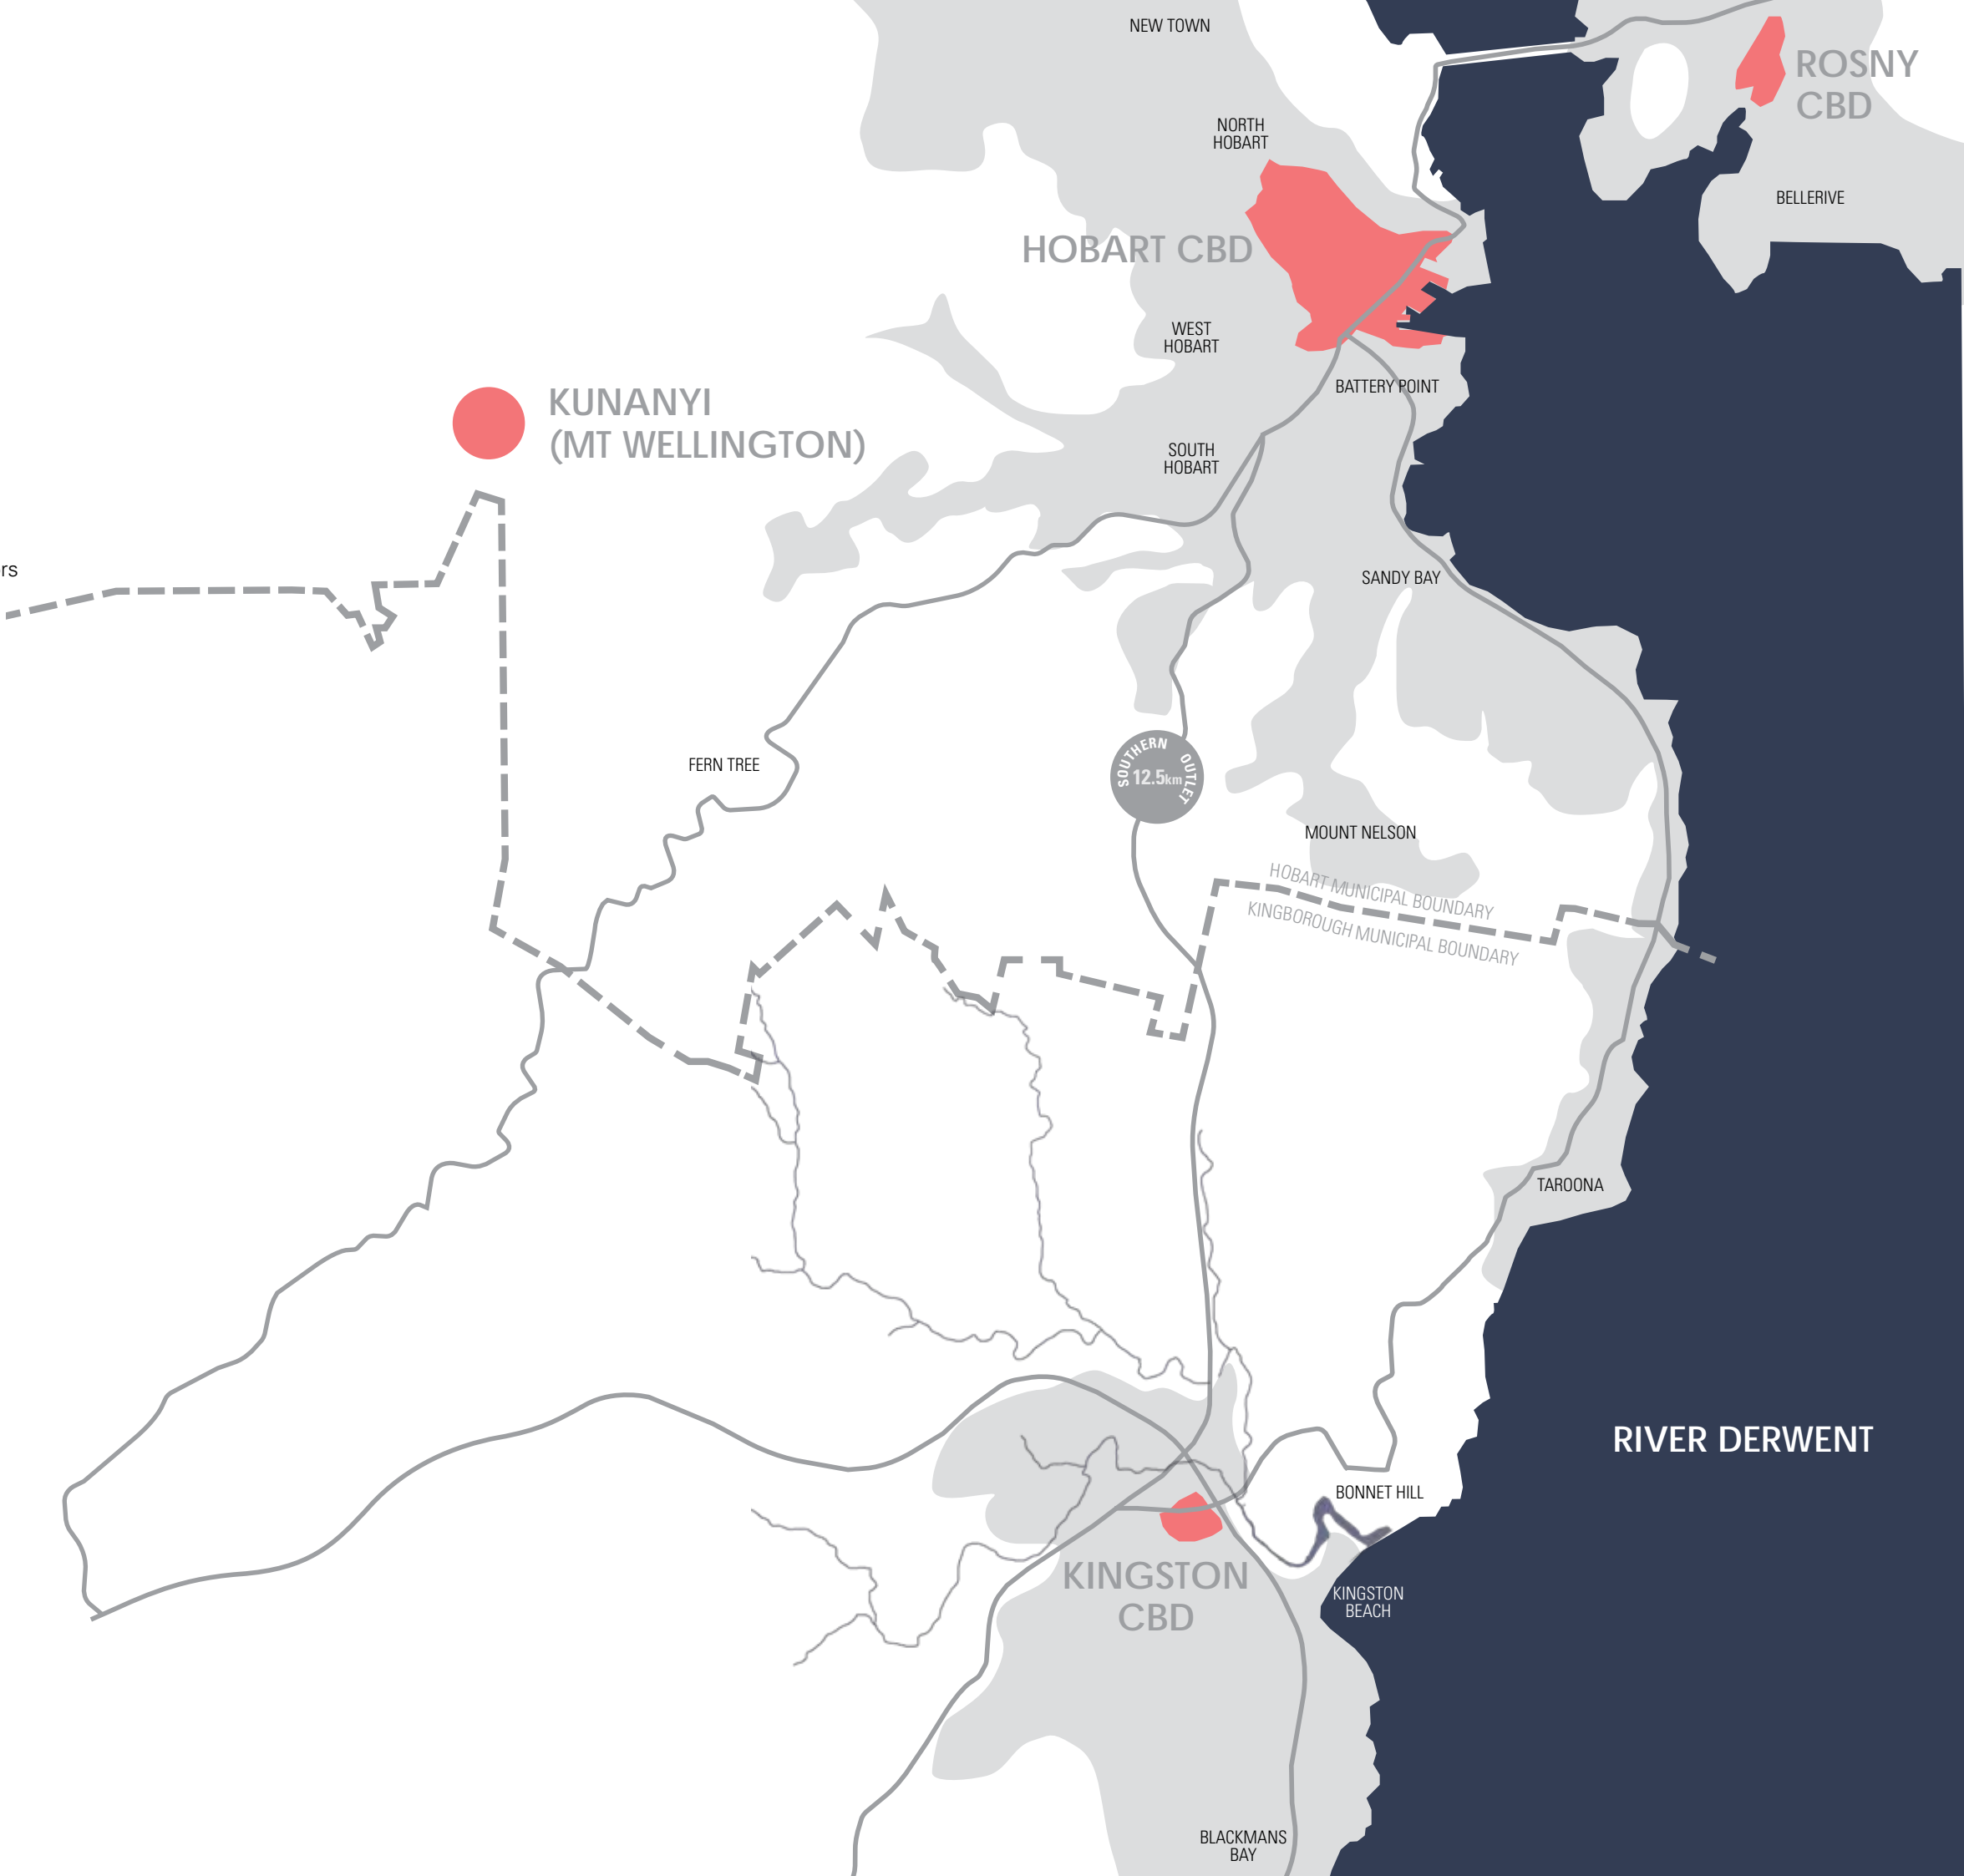 NEW TOWN
ROSNY
CBD
NORTH
HOBART
BELLERIVE
HOBART CBD
WEST
HOBART
BATTERY POINT
KUNANYI
(MT WELLINGTON)
SOUTH
HOBART
rs
SANDY BAY
FERN TREE
SOUTHERN OUTLET
12.5km
MOUNT NELSON
HOBART MUNICIPAL BOUNDARY
KINGBOROUGH MUNICIPAL BOUNDARY
TAROONA
RIVER DERWENT
BONNET HILL
KINGSTON
CBD
KINGSTON
BEACH
BLACKMANS
BAY